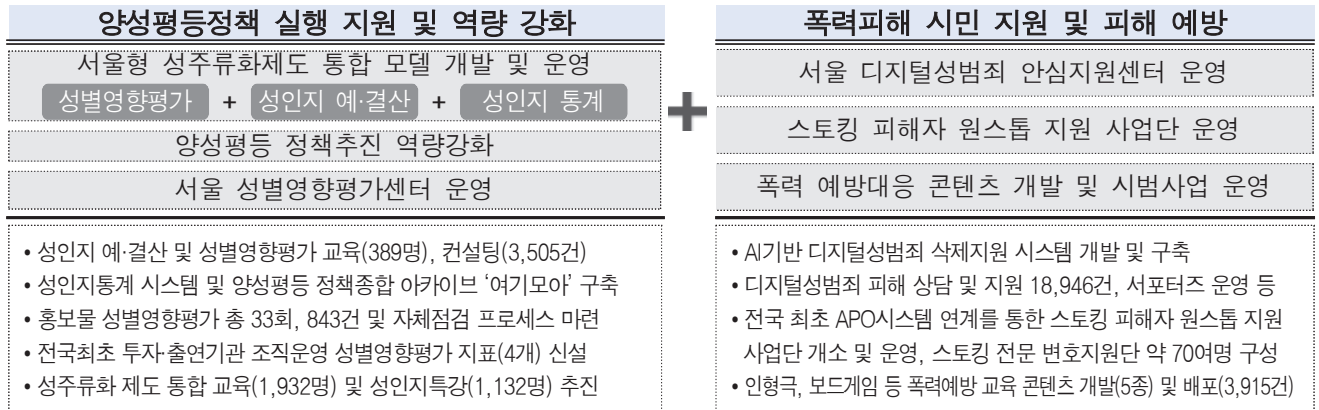 양성평등정책 실행 지원 및 역량 강화
서울형 성주류화제도 통합 모델 개발 및 운영
성별영향평가 + 성인지 예·결산 + 성인지 통계
양성평등 정책추진 역량강화
서울 성별영향평가센터 운영
• 성인지 예·결산 및 성별영향평가 교육(389명), 컨설팅(3,505건)
• 성인지통계 시스템 및 양성평등 정책종합 아카이브 ‘여기모아’ 구축
• 홍보물 성별영향평가 총 33회, 843건 및 자체점검 프로세스 마련
• 전국최초 투자·출연기관 조직운영 성별영향평가 지표(4개) 신설
• 성주류화 제도 통합 교육(1,932명) 및 성인지특강(1,132명) 추진
+
폭력피해 시민 지원 및 피해 예방
서울 디지털성범죄 안심지원센터 운영
스토킹 피해자 원스톱 지원 사업단 운영
폭력 예방대응 콘텐츠 개발 및 시범사업 운영
• AI기반 디지털성범죄 삭제지원 시스템 개발 및 구축
• 디지털성범죄 피해 상담 및 지원 18,946건, 서포터즈 운영 등
• 전국 최초 APO시스템 연계를 통한 스토킹 피해자 원스톱 지원
사업단 개소 및 운영, 스토킹 전문 변호지원단 약 70여명 구성
• 인형극, 보드게임 등 폭력예방 교육 콘텐츠 개발(5종) 및 배포(3,915건)